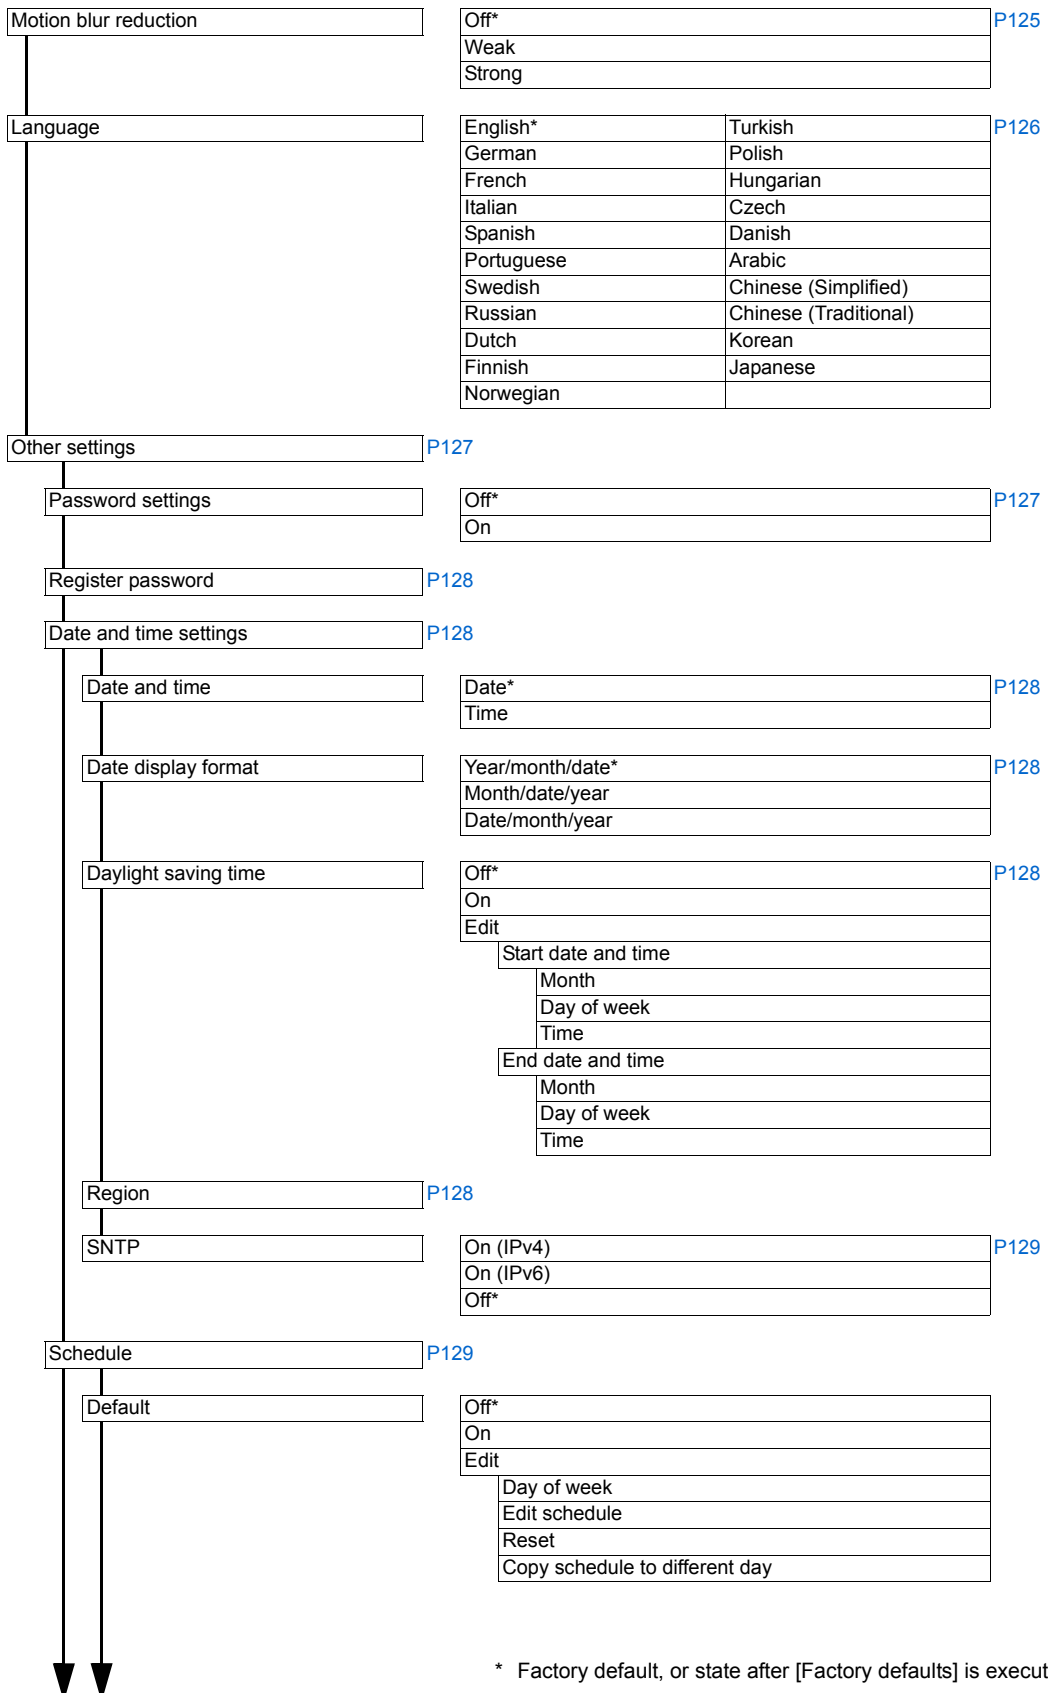 Motion blur reduction Off* P125
Weak
Strong
Language English* Turkish P126
German Polish
French Hungarian
Italian Czech
Spanish Danish
Portuguese Arabic
Swedish Chinese (Simplified)
Russian Chinese (Traditional)
Dutch Korean
Finnish Japanese
Norwegian
Other settings P127
Password settings Off* P127
On
Register password P128
Date and time settings P128
Date and time Date* P128
Time
Date display format Year/month/date* P128
Month/date/year
Date/month/year
Daylight saving time Off* P128
On
Edit
Start date and time
Month
Day of week
Time
End date and time
Month
Day of week
Time
Region P128
SNTP On (IPv4) P129
On (IPv6)
Off*
Schedule P129
Default Off*
On
Edit
Day of week
Edit schedule
Reset
Copy schedule to different day
* Factory default, or state after [Factory defaults] is execut